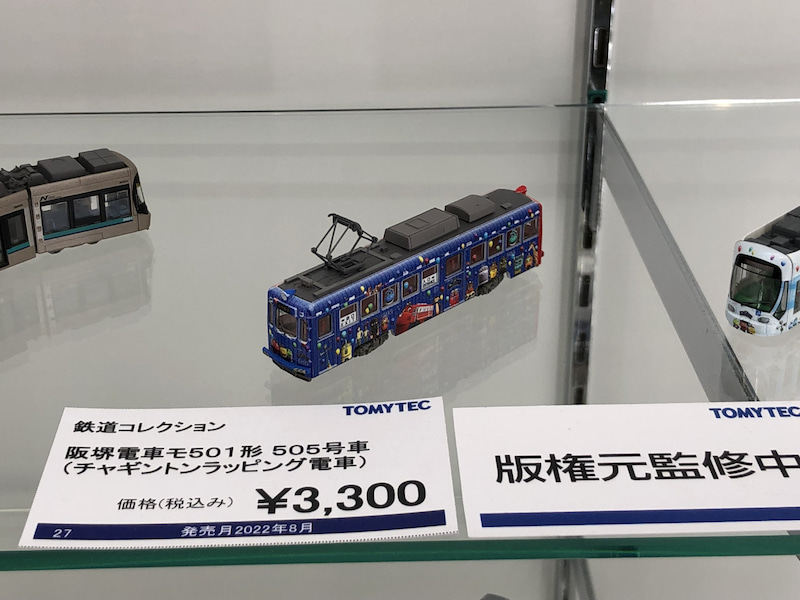 TOMYTEC
鉄道コレクション
阪堺電車モ501形 505号車
（チャギントンラッピング電車）
価格（税込み） ¥3,300
27 発売月2022年8月
TOMYTEC
版権元監修中